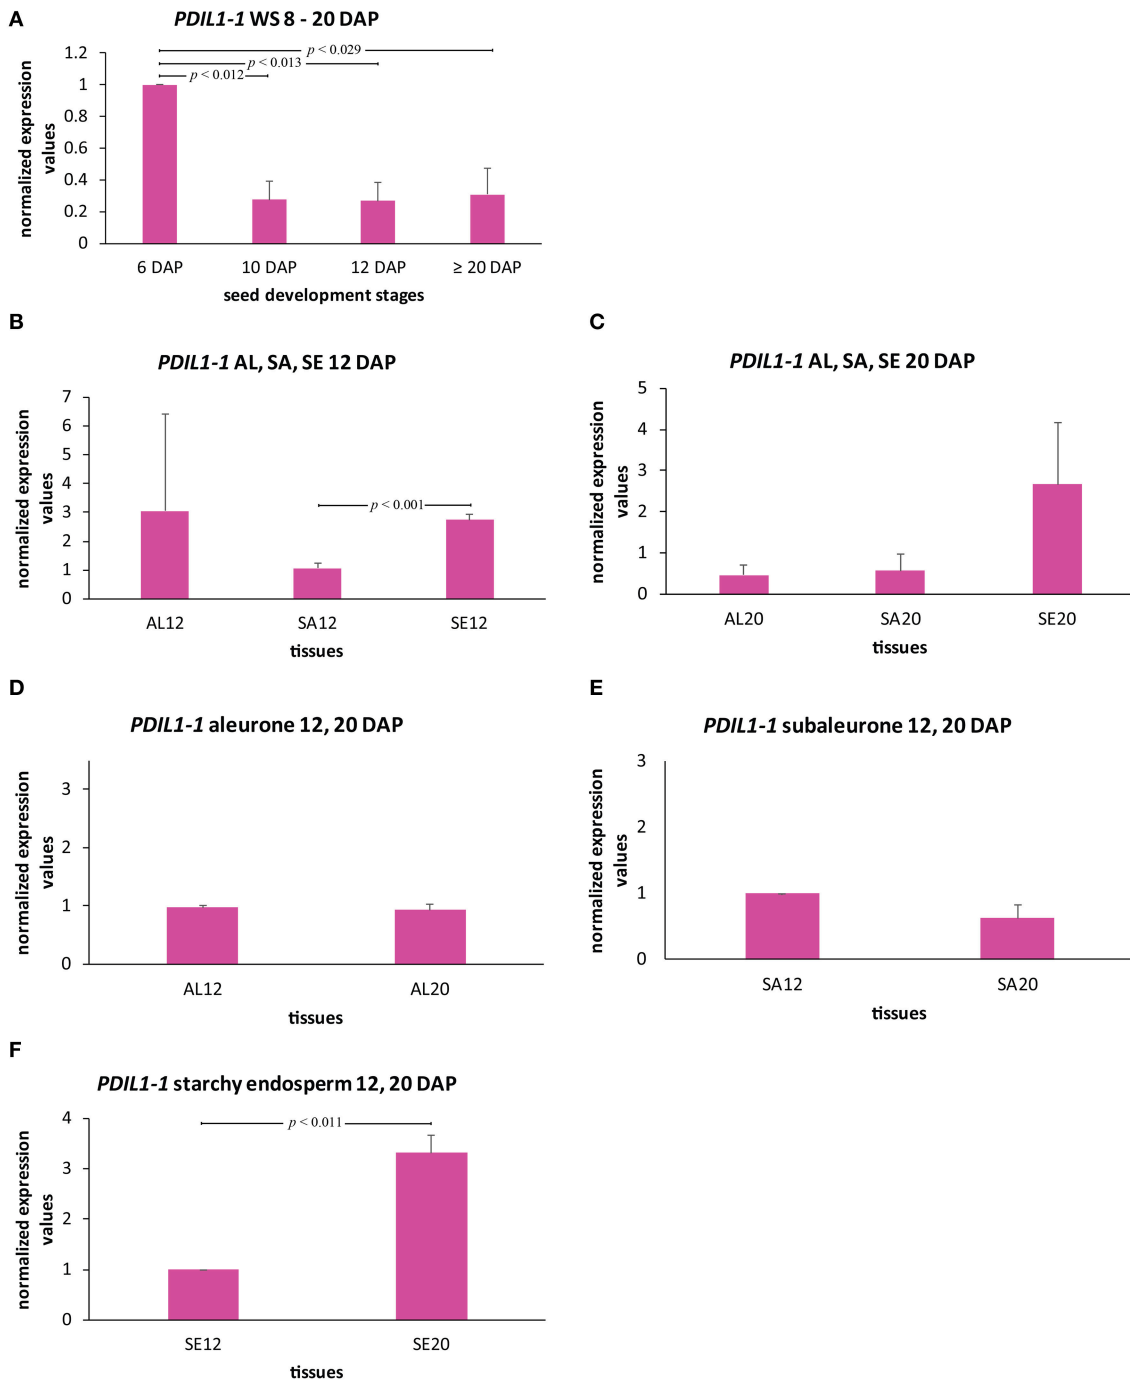 A
PDIL1-1 WS 8 - 20 DAP
normalized expression
values
1.2
1
0.8
0.6
0.4
0.2
0
p < 0.029
p < 0.013
p < 0.012
6 DAP 10 DAP 12 DAP ≥ 20 DAP
seed development stages
B
PDIL1-1 AL, SA, SE 12 DAP
normalized expression
values
7
6
5
4
3
2
1
0
p < 0.001
AL12 SA12 SE12
tissues
C
PDIL1-1 AL, SA, SE 20 DAP
normalized expression
values
5
4
3
2
1
0
AL20 SA20 SE20
tissues
D
PDIL1-1 aleurone 12, 20 DAP
normalized expression
values
3
2
1
0
AL12 AL20
tissues
E
PDIL1-1 subaleurone 12, 20 DAP
normalized expression
values
3
2
1
0
SA12 SA20
tissues
F
PDIL1-1 starchy endosperm 12, 20 DAP
normalized expression
values
4
3
2
1
0
p < 0.011
SE12 SE20
tissues